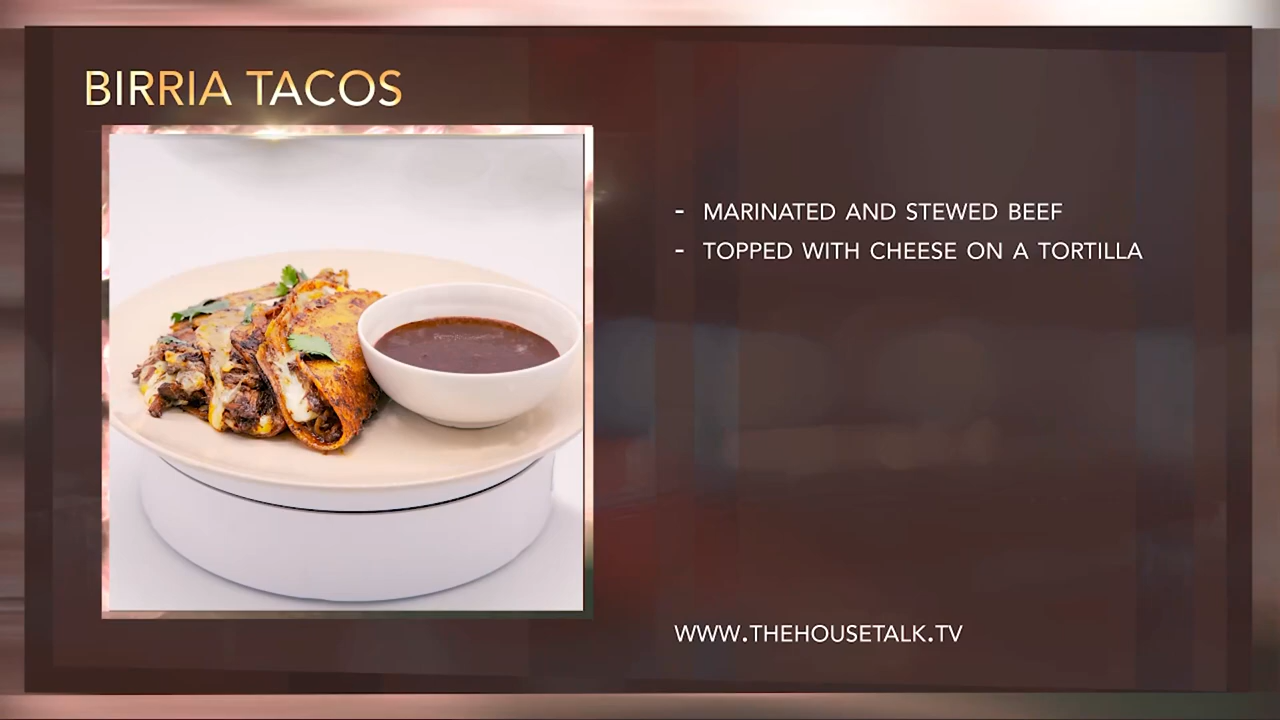 BIRRIA TACOS
- MARINATED AND STEWED BEEF
- TOPPED WITH CHEESE ON A TORTILLA
WWW.THEHOUSETALK.TV